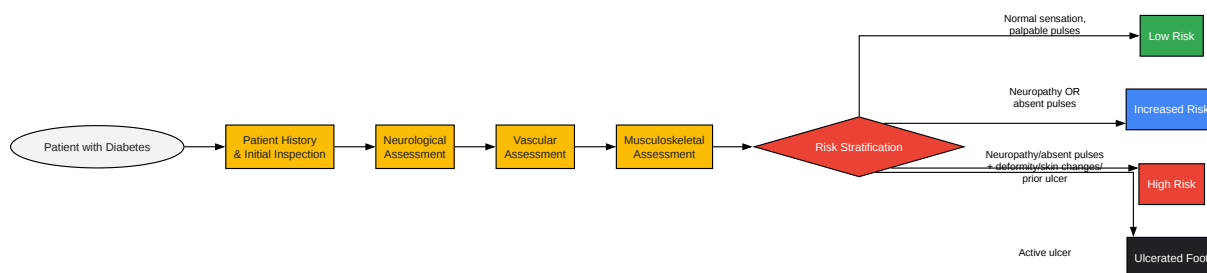 Patient with Diabetes
Patient History
& Initial Inspection
Neurological
Assessment
Vascular
Assessment
Musculoskeletal
Assessment
Risk Stratification
Normal sensation,
palpable pulses
Low Risk
Neuropathy OR
absent pulses
Increased Risk
Neuropathy/absent pulses
+ deformity/skin changes/
prior ulcer
High Risk
Active ulcer
Ulcerated Foot